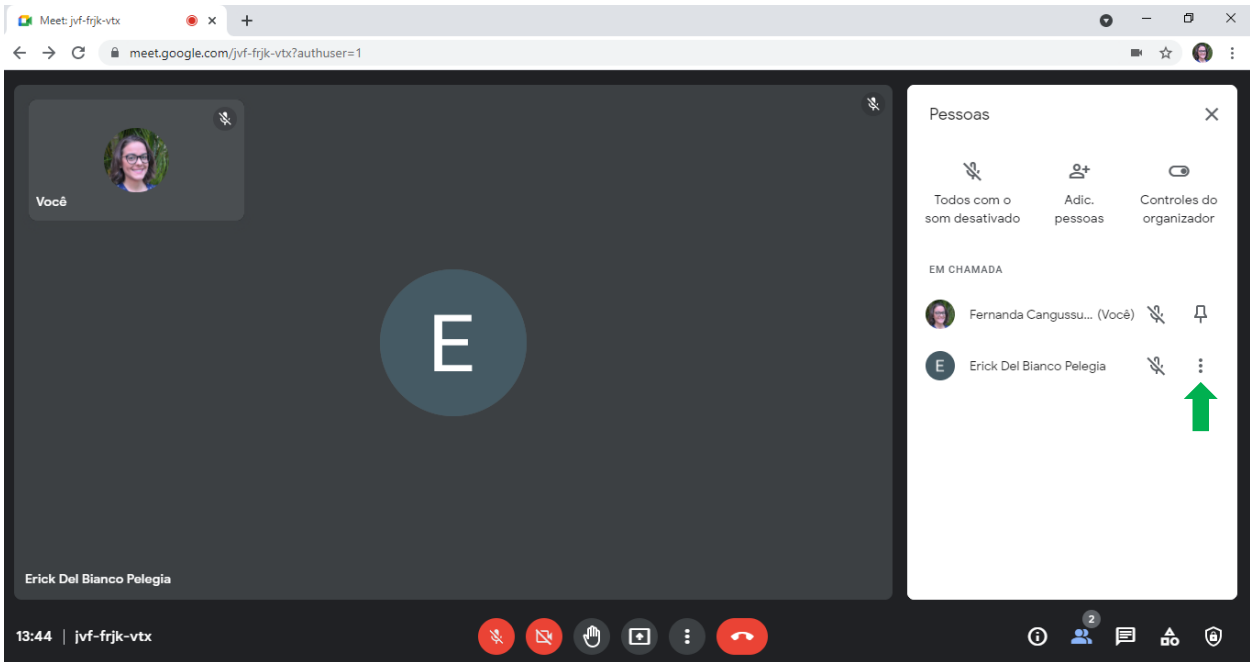 Meet: jvf-frjk-vtx
meet.google.com/jvf-frjk-vtx?authuser=1
Você
E
Erick Del Bianco Pelegia
Pessoas
Todos com o
som desativado
Adic.
pessoas
Controles do
organizador
EM CHAMADA
Fernanda Cangussu... (Você)
E
Erick Del Bianco Pelegia
13:44 | jvf-frjk-vtx
2